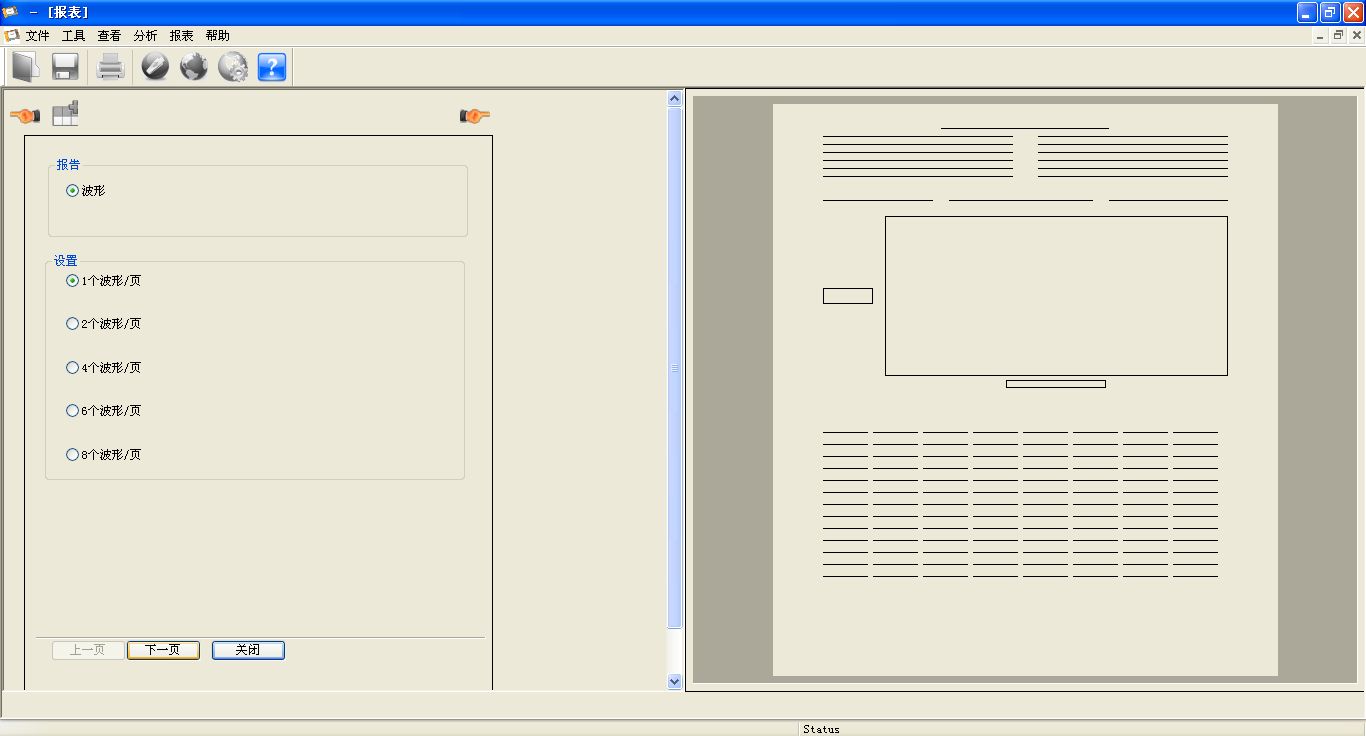 - [报表]
文件 工具 查看 分析 报表 帮助
?
报告
波形
设置
1个波形/页
2个波形/页
4个波形/页
6个波形/页
8个波形/页
上一页 下一页 关闭
Status